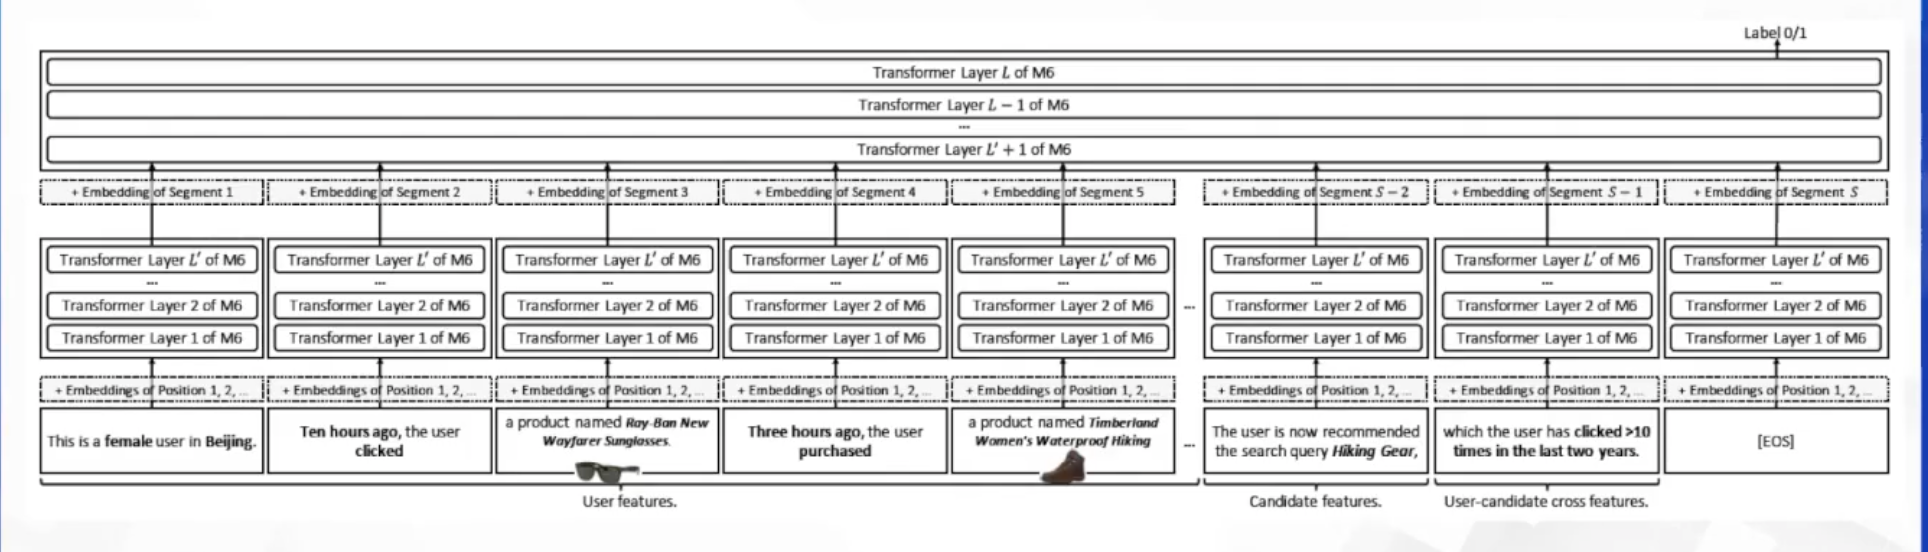 Label 0/1
Transformer Layer L of M6
Transformer Layer L − 1 of M6
...
Transformer Layer L′ + 1 of M6
+ Embedding of Segment 1
+ Embedding of Segment 2
+ Embedding of Segment 3
+ Embedding of Segment 4
+ Embedding of Segment 5
+ Embedding of Segment S − 2
+ Embedding of Segment S − 1
+ Embedding of Segment S
Transformer Layer L′ of M6
...
Transformer Layer 2 of M6
Transformer Layer 1 of M6
Transformer Layer L′ of M6
...
Transformer Layer 2 of M6
Transformer Layer 1 of M6
Transformer Layer L′ of M6
...
Transformer Layer 2 of M6
Transformer Layer 1 of M6
Transformer Layer L′ of M6
...
Transformer Layer 2 of M6
Transformer Layer 1 of M6
Transformer Layer L′ of M6
...
Transformer Layer 2 of M6
Transformer Layer 1 of M6
...
Transformer Layer L′ of M6
...
Transformer Layer 2 of M6
Transformer Layer 1 of M6
Transformer Layer L′ of M6
...
Transformer Layer 2 of M6
Transformer Layer 1 of M6
Transformer Layer L′ of M6
...
Transformer Layer 2 of M6
Transformer Layer 1 of M6
+ Embeddings of Position 1, 2, ...
+ Embeddings of Position 1, 2, ...
+ Embeddings of Position 1, 2, ...
+ Embeddings of Position 1, 2, ...
+ Embeddings of Position 1, 2, ...
+ Embeddings of Position 1, 2, ...
+ Embeddings of Position 1, 2, ...
+ Embeddings of Position 1, 2, ...
This is a female user in Beijing.
Ten hours ago, the user
clicked
a product named Ray-Ban New
Wayfarer Sunglasses.
Three hours ago, the user
purchased
a product named Timberland
Women's Waterproof Hiking
...
The user is now recommended
the search query Hiking Gear,
which the user has clicked >10
times in the last two years.
[EOS]
User features.
Candidate features.
User-candidate cross features.